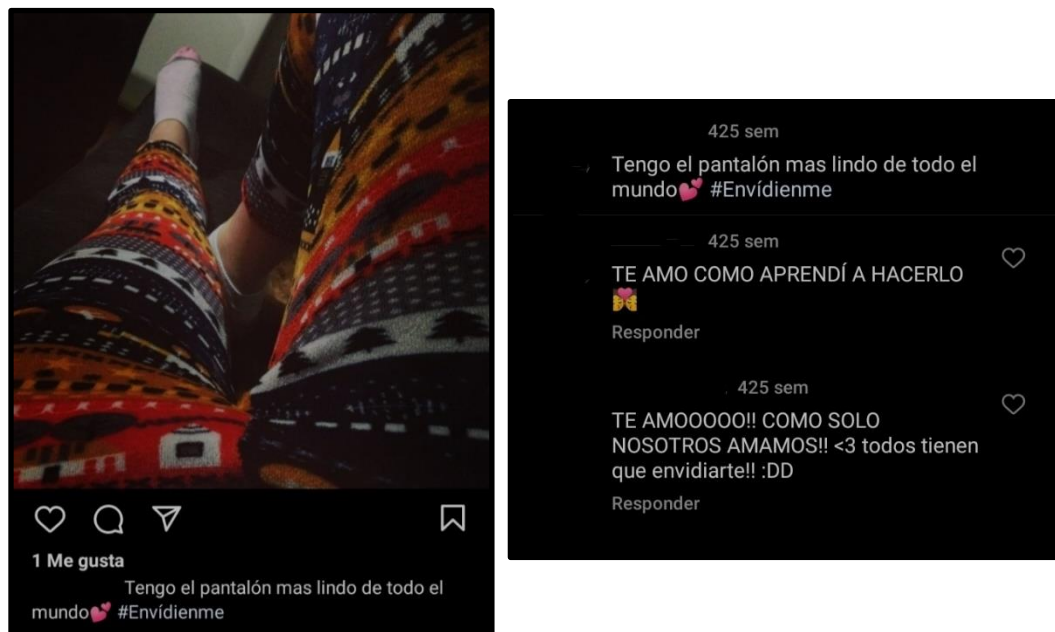 1 Me gusta
Tengo el pantalón mas lindo de todo el
mundo💕 #Envídienme
425 sem
Tengo el pantalón mas lindo de todo el
mundo💕 #Envídienme
425 sem
TE AMO COMO APRENDÍ A HACERLO
💏
Responder
425 sem
TE AMOOOOO!! COMO SOLO
NOSOTROS AMAMOS!! <3 todos tienen
que envidiarte!! :DD
Responder